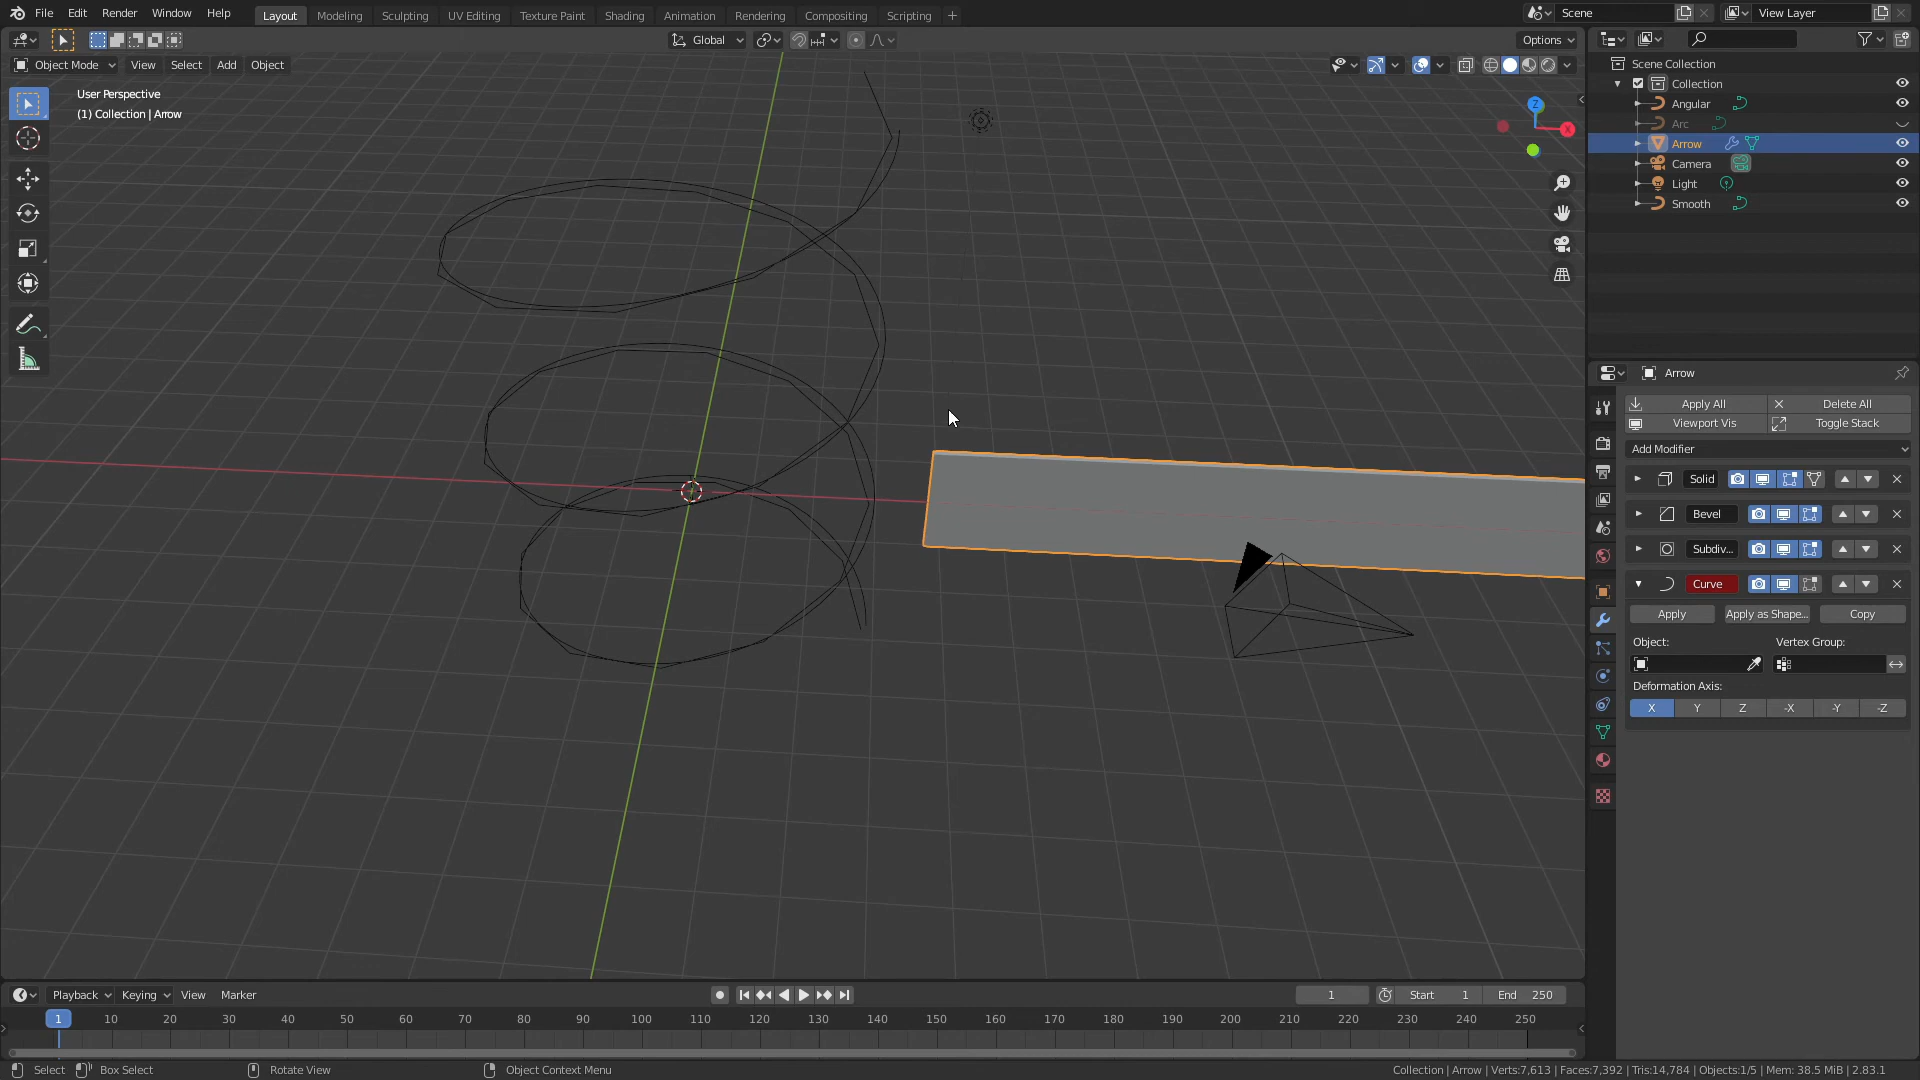 File Edit Render Window Help Layout Modeling Sculpting UV Editing Texture Paint Shading Animation Rendering Compositing Scripting + Scene View Layer
Global Options
Object Mode View Select Add Object
User Perspective
(1) Collection | Arrow
Z
X
Scene Collection
Collection
Angular
Arc
Arrow
Camera
Light
Smooth
Arrow
Apply All Delete All
Viewport Vis Toggle Stack
Add Modifier
Solid
Bevel
Subdiv...
Curve
Apply Apply as Shape... Copy
Object: Vertex Group:
Deformation Axis:
X Y Z -X -Y -Z
Playback Keying View Marker 1 Start 1 End 250
1 10 20 30 40 50 60 70 80 90 100 110 120 130 140 150 160 170 180 190 200 210 220 230 240 250
Select Box Select Rotate View Object Context Menu Collection | Arrow | Verts:7,613 | Faces:7,392 | Tris:14,784 | Objects:1/5 | Mem: 38.5 MiB | 2.83.1